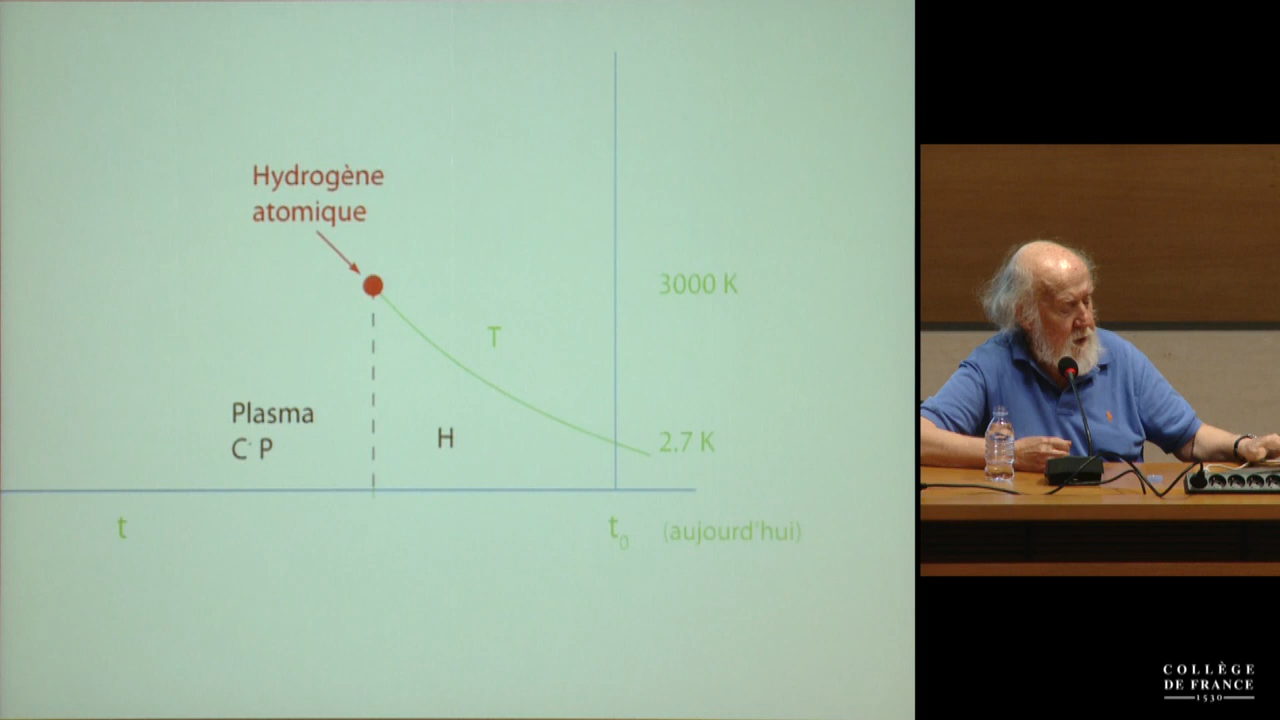 Hydrogène
atomique
3000 K
T
Plasma
C P
H
2.7 K
t
t₀ (aujourd'hui)
COLLÈGE
DE FRANCE
1530